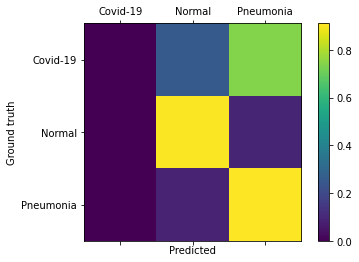 Covid-19 Normal Pneumonia
Covid-19
Normal
Pneumonia
Ground truth
Predicted
0.8
0.6
0.4
0.2
0.0